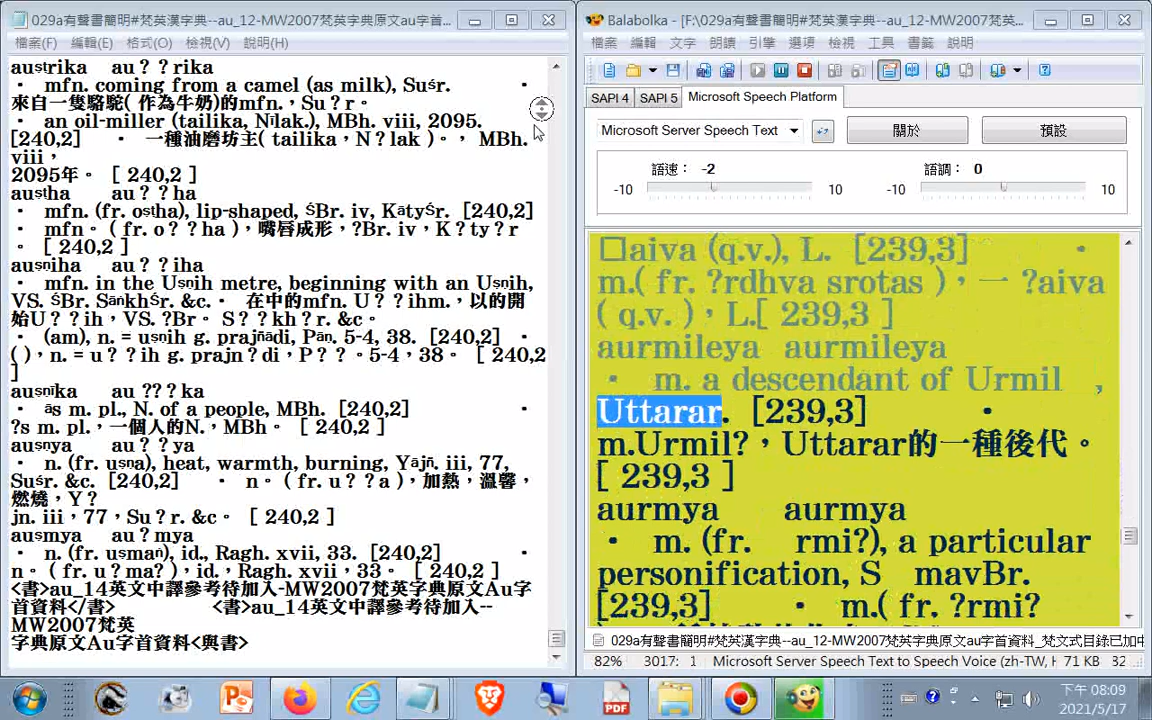 029a有聲書簡明#梵英漢字典--au_12-MW2007梵英字典原文au字首...
檔案(F) 編輯(E) 格式(O) 檢視(V) 說明(H)
auṣṭrika au？？rika
• mfn. coming from a camel (as milk), Suśr. •
來自一隻駱駝( 作為牛奶)的mfn.，Su？r。
• an oil-miller (tailika, Nīlak.), MBh. viii, 2095.
[240,2] • 一種油磨坊主( tailika，N？lak )。， MBh.
viii，
2095年。 [ 240,2 ]
auṣṭha au？？ha
• mfn. (fr. oṣṭha), lip-shaped, ŚBr. iv, KātyŚr. [240,2]
• mfn。( fr. o？？ha )，嘴唇成形，?Br. iv，K？ty？r
。 [ 240,2 ]
auṣṇiha au？？iha
• mfn. in the Uṣṇih metre, beginning with an Uṣṇih,
VS. ŚBr. ŚāṅkhŚr. &c. • 在中的mfn. U？？ihm.，以的開
始U？？ih，VS. ?Br。 S？？kh？r. &c。
• (am), n. = uṣṇih g. prajñādi, Pāṇ. 5-4, 38. [240,2] •
( )，n. = u？？ih g. prajn？di，P？？。5-4，38。 [ 240,2
]
auṣṇīka au ??？ka
• ās m. pl., N. of a people, MBh. [240,2] •
?s m. pl.，一個人的N.，MBh。 [ 240,2 ]
auṣṇya au？？ya
• n. (fr. uṣṇa), heat, warmth, burning, Yājñ. iii, 77,
Suśr. &c. [240,2] • n。( fr. u？？a )，加熱，溫馨，
燃燒，Y？
jn. iii，77，Su？r. &c。 [ 240,2 ]
auṣmya au？mya
• n. (fr. uṣman), id., Ragh. xvii, 33. [240,2] •
n。( fr. u？ma? )，id.，Ragh. xvii，33。 [ 240,2 ]
<書>au_14英文中譯參考待加入-MW2007梵英字典原文Au字
首資料</書> <書>au_14英文中譯參考待加入--
MW2007梵英
字典原文Au字首資料<與書>
Balabolka - [F:\029a有聲書簡明#梵英漢字典--au_12-MW2007梵英...
檔案 編輯 文字 朗讀 引擎 選項 檢視 工具 書籤 說明
SAPI 4 SAPI 5 Microsoft Speech Platform
Microsoft Server Speech Text 關於 預設
語速： -2 語調： 0
-10 10 -10 10
□aiva (q.v.), L. [239,3] •
m.( fr. ?rdhva srotas )，一 ?aiva
( q.v. )，L.[ 239,3 ]
aurmileya aurmileya
• m. a descendant of Urmil ,
Uttarar. [239,3] •
m.Urmil?，Uttarar的一種後代。
[ 239,3 ]
aurmya aurmya
• m. (fr. rmi?), a particular
personification, S mavBr.
[239,3] • m.( fr. ?rmi?
029a有聲書簡明#梵英漢字典--au_12-MW2007梵英字典原文au字首資料_梵文式目錄已加中
82% 3017: 1 Microsoft Server Speech Text to Speech Voice (zh-TW, H 71 KB 32
PDF
下午 08:09
2021/5/17